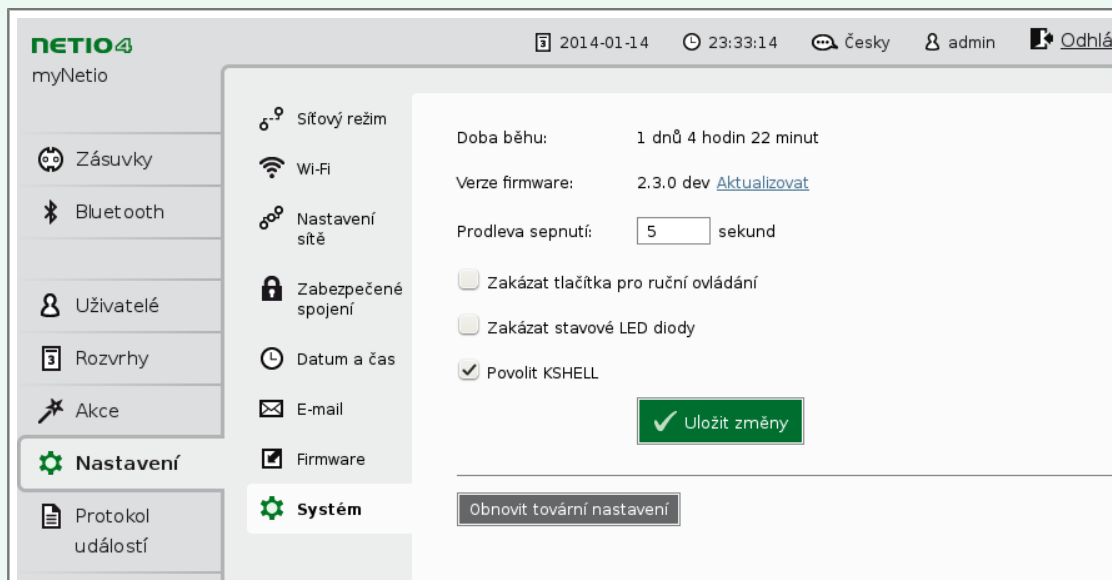 NETIO4
myNetio
2014-01-14 23:33:14 Česky admin Odhlá
Zásuvky
Bluetooth
Uživatelé
Rozvrhy
Akce
Nastavení
Protokol
událostí
Síťový režim
Wi-Fi
Nastavení
sítě
Zabezpečené
spojení
Datum a čas
E-mail
Firmware
Systém
Doba běhu: 1 dnů 4 hodin 22 minut
Verze firmware: 2.3.0 dev Aktualizovat
Prodleva sepnutí: 5 sekund
Zakázat tlačítka pro ruční ovládání
Zakázat stavové LED diody
Povolit KSHELL
Uložit změny
Obnovit tovární nastavení